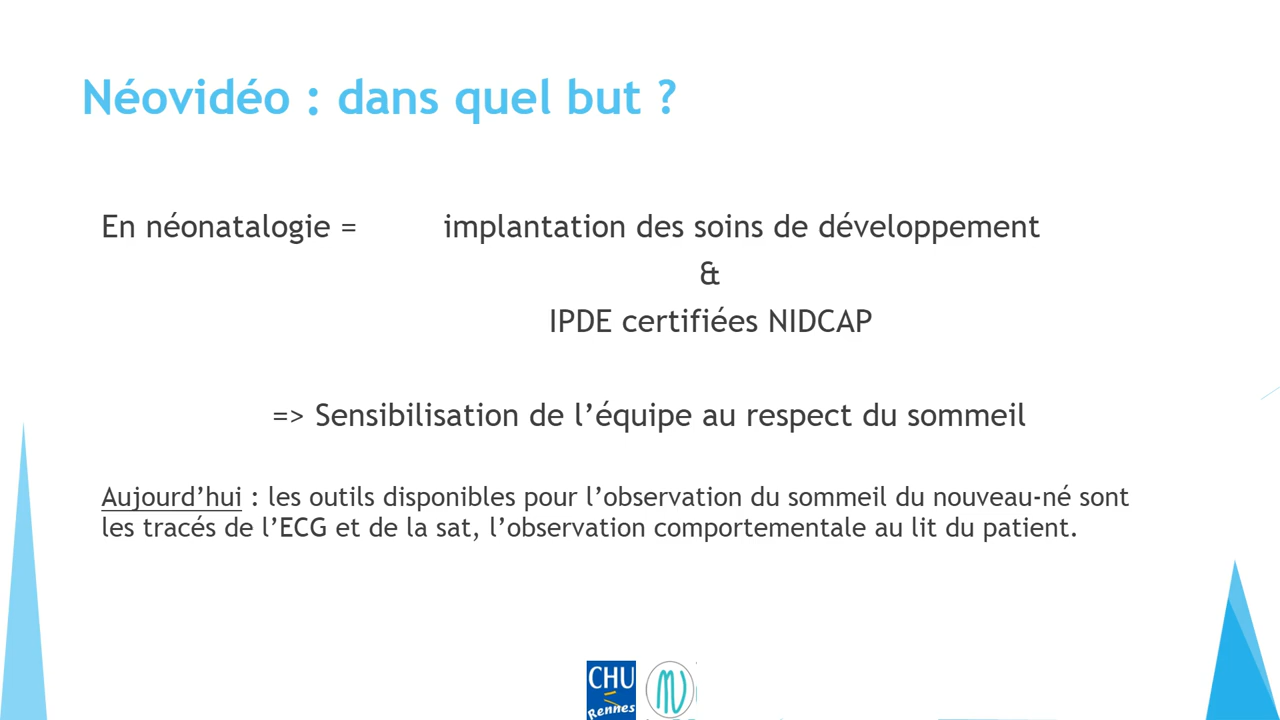 Néovidéo : dans quel but ?
En néonatalogie = implantation des soins de développement
&
IPDE certifiées NIDCAP
=> Sensibilisation de l’équipe au respect du sommeil
Aujourd’hui : les outils disponibles pour l’observation du sommeil du nouveau-né sont
les tracés de l’ECG et de la sat, l’observation comportementale au lit du patient.
CHU
Rennes